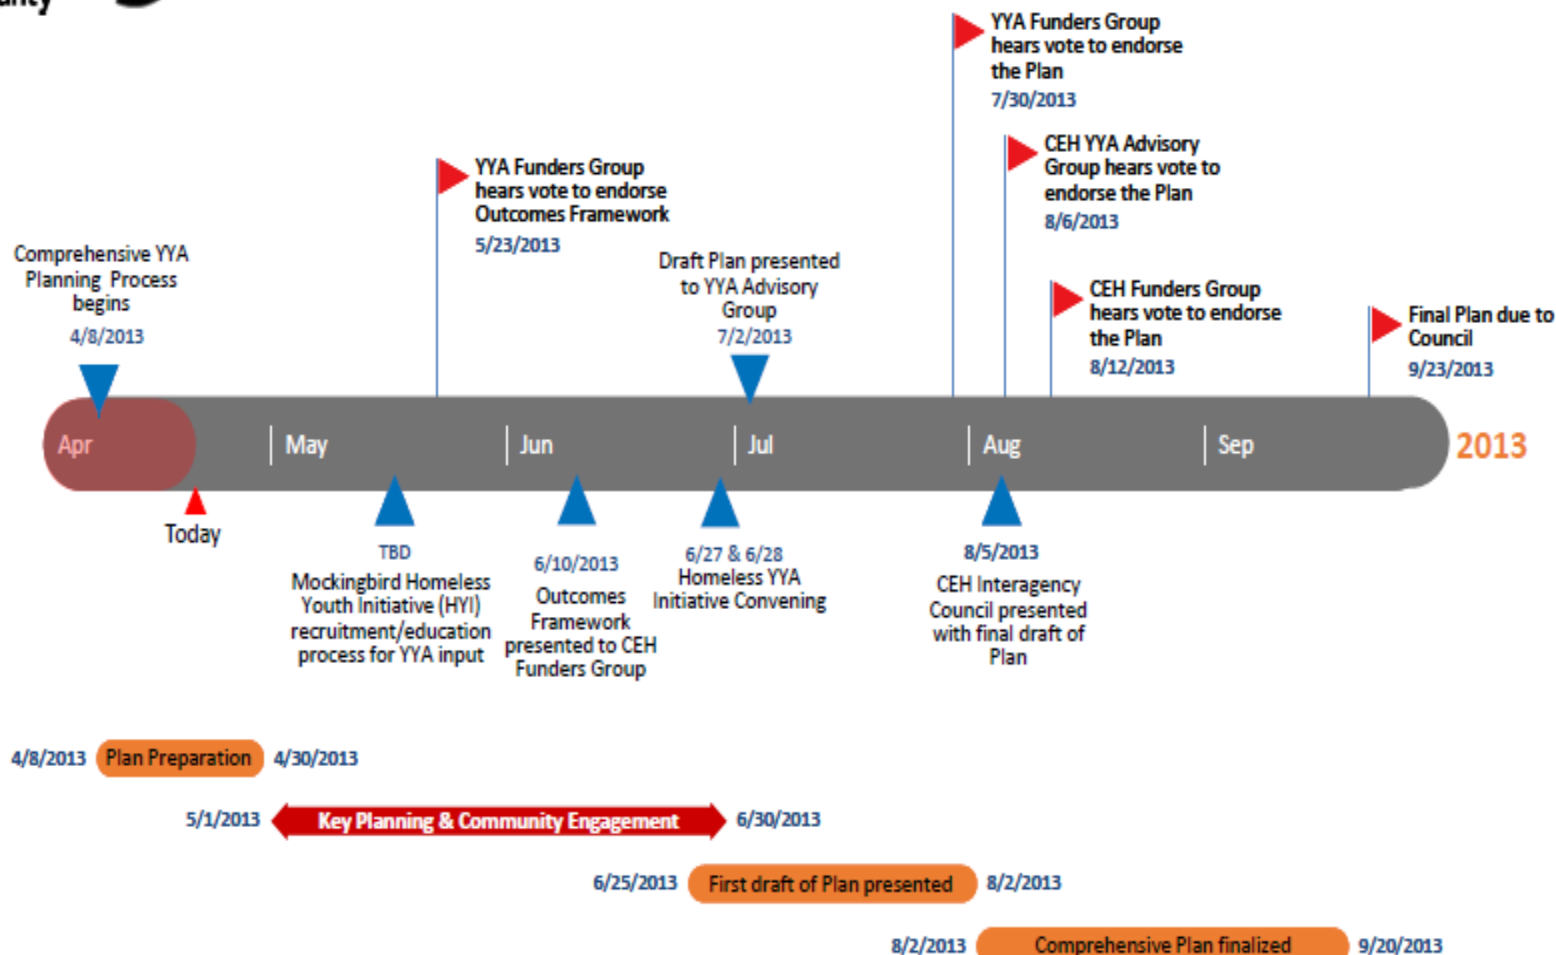 YYA Funders Group
hears vote to endorse
the Plan
7/30/2013
CEH YYA Advisory
Group hears vote to
endorse the Plan
8/6/2013
YYA Funders Group
hears vote to endorse
Outcomes Framework
5/23/2013
Comprehensive YYA
Planning Process
begins
4/8/2013
Draft Plan presented
to YYA Advisory
Group
7/2/2013
CEH Funders Group
hears vote to endorse
the Plan
8/12/2013
Final Plan due to
Council
9/23/2013
Apr
May
Jun
Jul
Aug
Sep
2013
Today
TBD
Mockingbird Homeless
Youth Initiative (HYI)
recruitment/education
process for YYA input
6/10/2013
Outcomes
Framework
presented to CEH
Funders Group
6/27 & 6/28
Homeless YYA
Initiative Convening
8/5/2013
CEH Interagency
Council presented
with final draft of
Plan
4/8/2013 Plan Preparation 4/30/2013
5/1/2013 Key Planning & Community Engagement 6/30/2013
6/25/2013 First draft of Plan presented 8/2/2013
8/2/2013 Comprehensive Plan finalized 9/20/2013